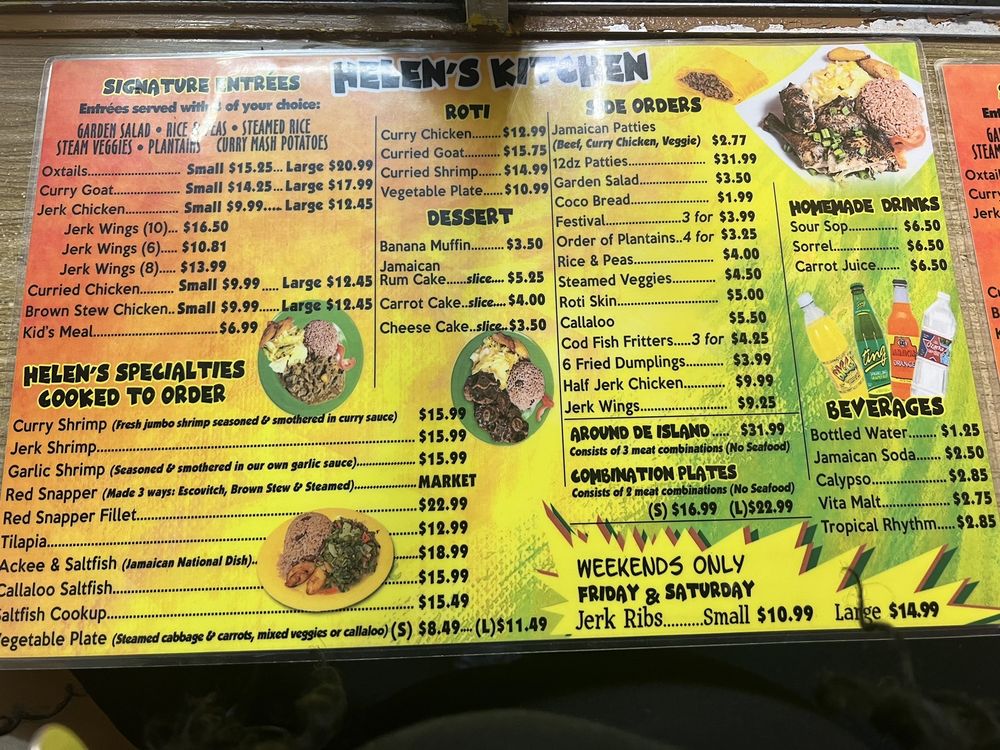 HELEN'S KITCHEN
SIGNATURE ENTRÉES
Entrées served with 3 of your choice:
GARDEN SALAD • RICE & PEAS • STEAMED RICE
STEAM VEGGIES • PLANTAINS CURRY MASH POTATOES
Oxtails............ Small $15.25... Large $20.99
Curry Goat............ Small $14.25... Large $17.99
Jerk Chicken............ Small $9.99.... Large $12.45
Jerk Wings (10)... $16.50
Jerk Wings (6)..... $10.81
Jerk Wings (8)..... $13.99
Curried Chicken......... Small $9.99 .... Large $12.45
Brown Stew Chicken.. Small $9.99..... Large $12.45
Kid's Meal............ $6.99
HELEN'S SPECIALTIES
COOKED TO ORDER
Curry Shrimp (Fresh jumbo shrimp seasoned & smothered in curry sauce) $15.99
Jerk Shrimp............ $15.99
Garlic Shrimp (Seasoned & smothered in our own garlic sauce)............ $15.99
Red Snapper (Made 3 ways: Escovitch, Brown Stew & Steamed)............ MARKET
Red Snapper Fillet............ $22.99
Tilapia............ $12.99
Ackee & Saltfish (Jamaican National Dish).. $18.99
Callaloo Saltfish............ $15.99
Saltfish Cookup............ $15.49
Vegetable Plate (Steamed cabbage & carrots, mixed veggies or callaloo) (S) $8.49.... (L)$11.49
ROTI
Curry Chicken....... $12.99
Curried Goat........ $15.75
Curried Shrimp...... $14.99
Vegetable Plate..... $10.99
DESSERT
Banana Muffin........ $3.50
Jamaican
Rum Cake.....slice... $5.25
Carrot Cake..slice.... $4.00
Cheese Cake..slice.. $3.50
SIDE ORDERS
Jamaican Patties
(Beef, Curry Chicken, Veggie) $2.77
12dz Patties............ $31.99
Garden Salad............ $3.50
Coco Bread............ $1.99
Festival............3 for $3.99
Order of Plantains..4 for $3.25
Rice & Peas............ $4.00
Steamed Veggies......... $4.50
Roti Skin............ $5.00
Callaloo $5.50
Cod Fish Fritters.....3 for $4.25
6 Fried Dumplings....... $3.99
Half Jerk Chicken....... $9.99
Jerk Wings............ $9.25
AROUND DE ISLAND.... $31.99
Consists of 3 meat combinations (No Seafood)
COMBINATION PLATES
Consists of 2 meat combinations (No Seafood)
(S) $16.99 (L)$22.99
HOMEMADE DRINKS
Sour Sop............ $6.50
Sorrel............ $6.50
Carrot Juice...... $6.50
ting
BEVERAGES
Bottled Water...... $1.25
Jamaican Soda..... $2.50
Calypso............ $2.85
Vita Malt............ $2.75
Tropical Rhythm.... $2.85
WEEKENDS ONLY
FRIDAY & SATURDAY
Jerk Ribs.........Small $10.99 Large $14.99